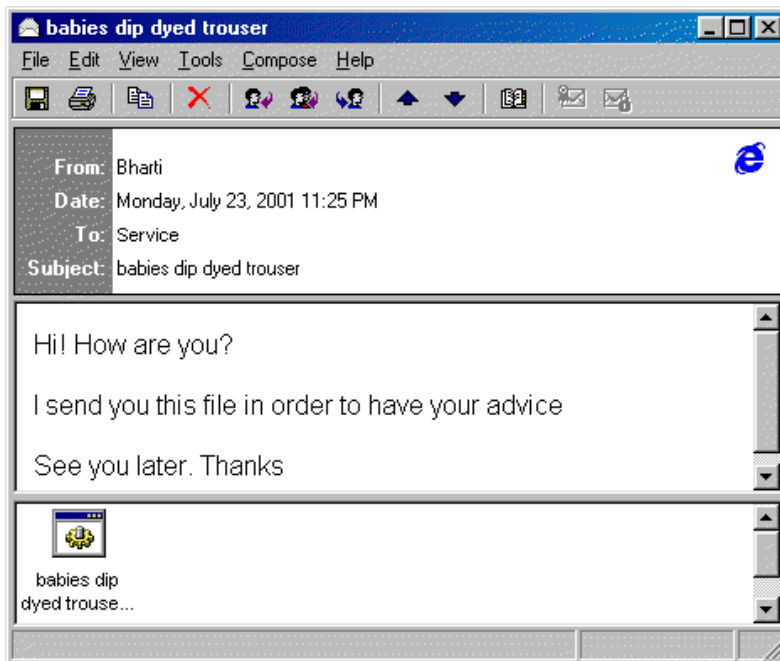 babies dip dyed trouser
File Edit View Tools Compose Help
From: Bharti
Date: Monday, July 23, 2001 11:25 PM
To: Service
Subject: babies dip dyed trouser
Hi! How are you?
I send you this file in order to have your advice
See you later. Thanks
babies dip
dyed trouse...